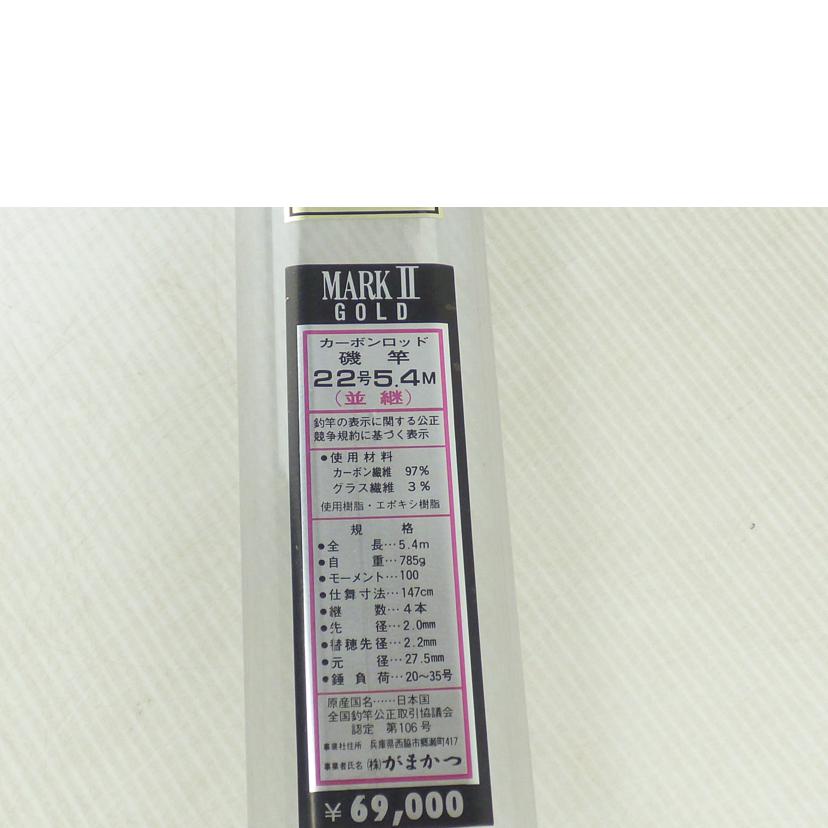 MARK Ⅱ
GOLD
カーボンロッド
磯 竿
22号5.4M
(並継)
釣竿の表示に関する公正
競争規約に基づく表示
●使用材料
カーボン繊維 97%
グラス繊維 3%
使用樹脂・エポキシ樹脂
規 格
●全 長…5.4m
●自 重…785g
●モーメント…100
●仕舞寸法…147cm
●継 数…4本
●先 径…2.0mm
●替穂先径…2.2mm
●元 径…27.5mm
●錘負荷…20〜35号
原産国名……日本国
全国釣竿公正取引協議会
認定 第106号
事業社住所 兵庫県西脇市郷瀬町417
事業者氏名 (株)がまかつ
¥ 69,000